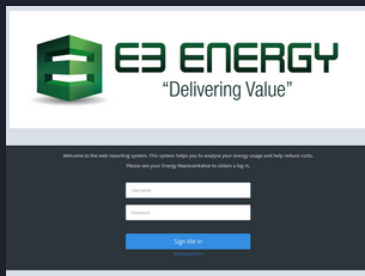 E3 ENERGY
“Delivering Value”
Welcome to the web reporting system. This system helps you to analyse your energy usage and help reduce costs.
Please see your Energy Representative to obtain a log in.
Username
Password
Sign Me in